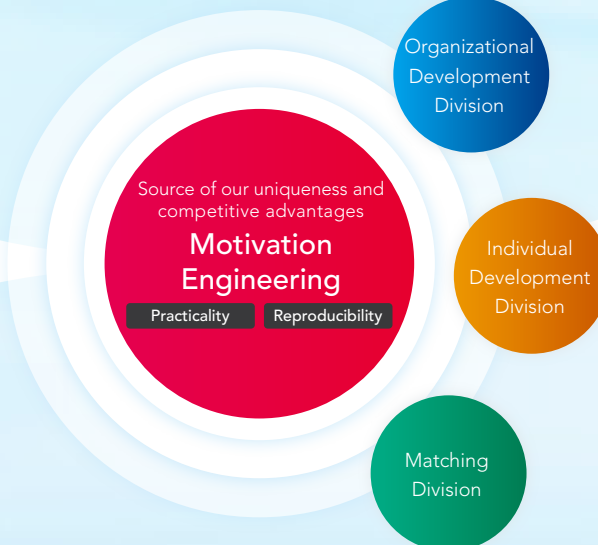 Source of our uniqueness and
competitive advantages
Motivation
Engineering
Practicality
Reproducibility
Organizational
Development
Division
Individual
Development
Division
Matching
Division